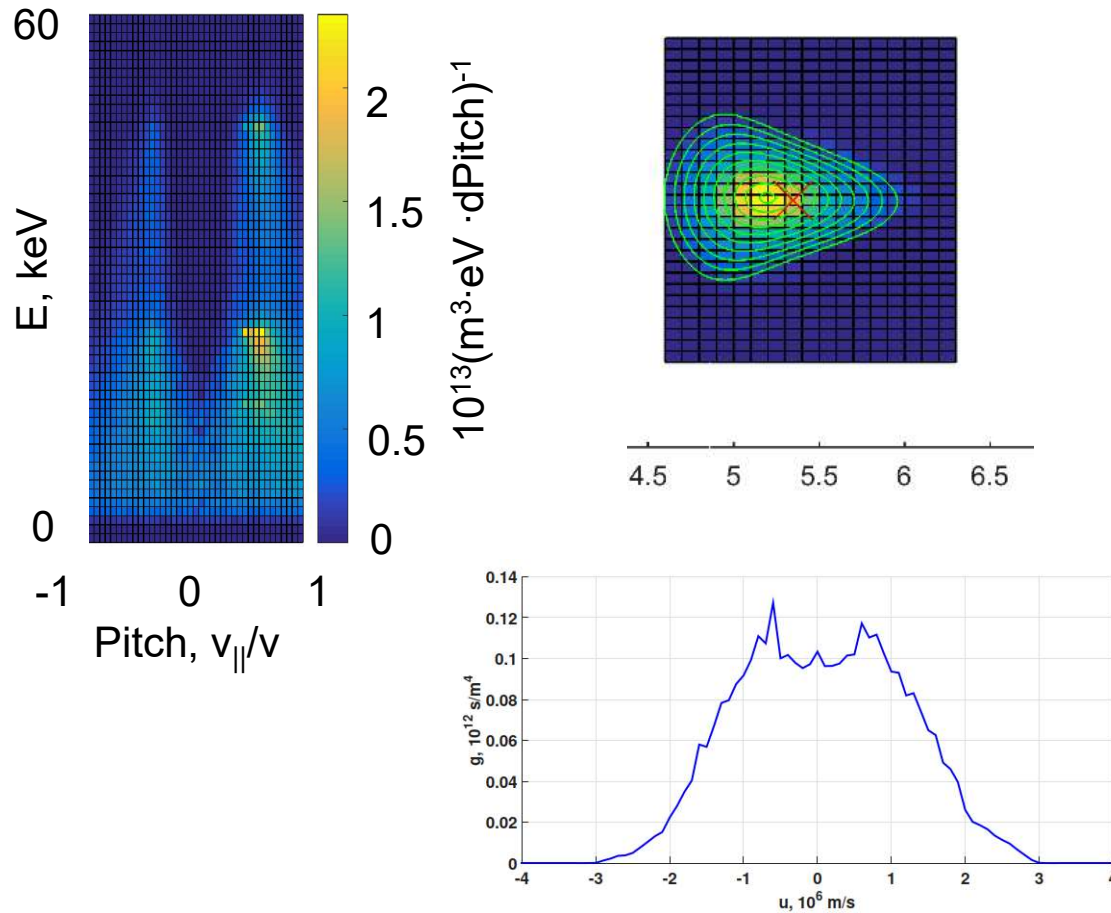 60
E, keV
0
-1 0 1
Pitch, v||/v
2
1.5
1
0.5
0
10¹³(m³·eV ·dPitch)⁻¹
4.5 5 5.5 6 6.5
0.14
0.12
0.1
0.08
0.06
0.04
0.02
0
g, 10¹² s/m⁴
-4 -3 -2 -1 0 1 2 3 4
u, 10⁶ m/s